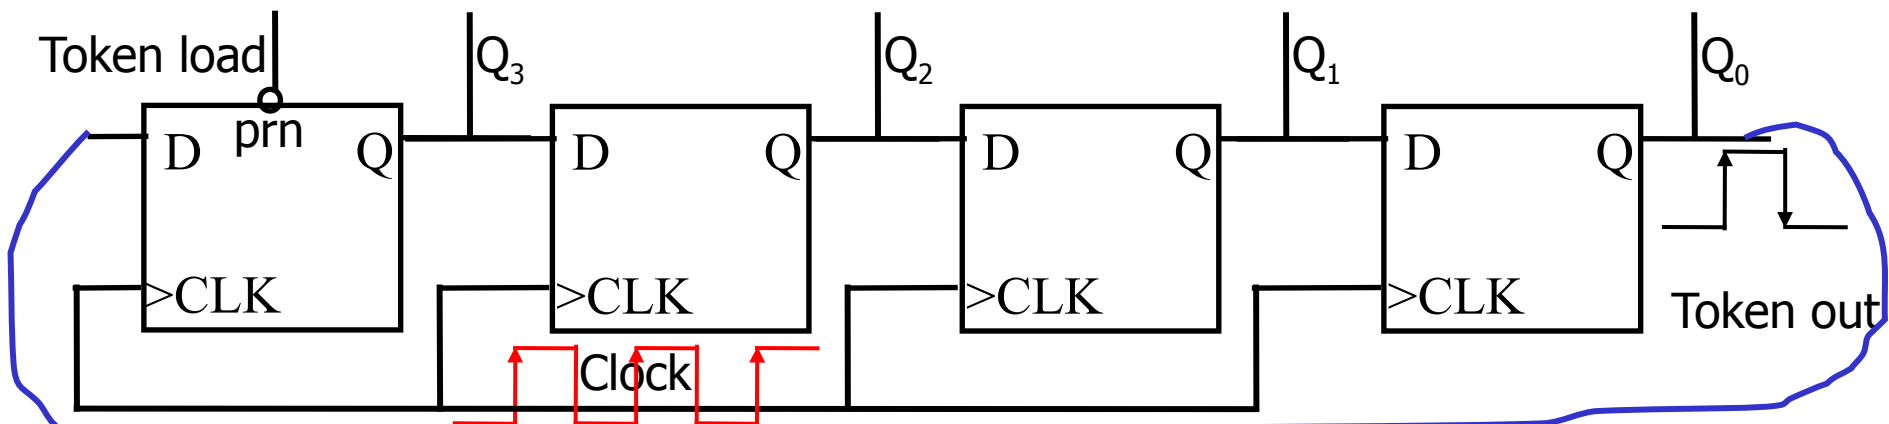 Token load Q₃ Q₂ Q₁ Q₀
prn
D Q D Q D Q D Q
>CLK >CLK >CLK >CLK
Token out
Clock